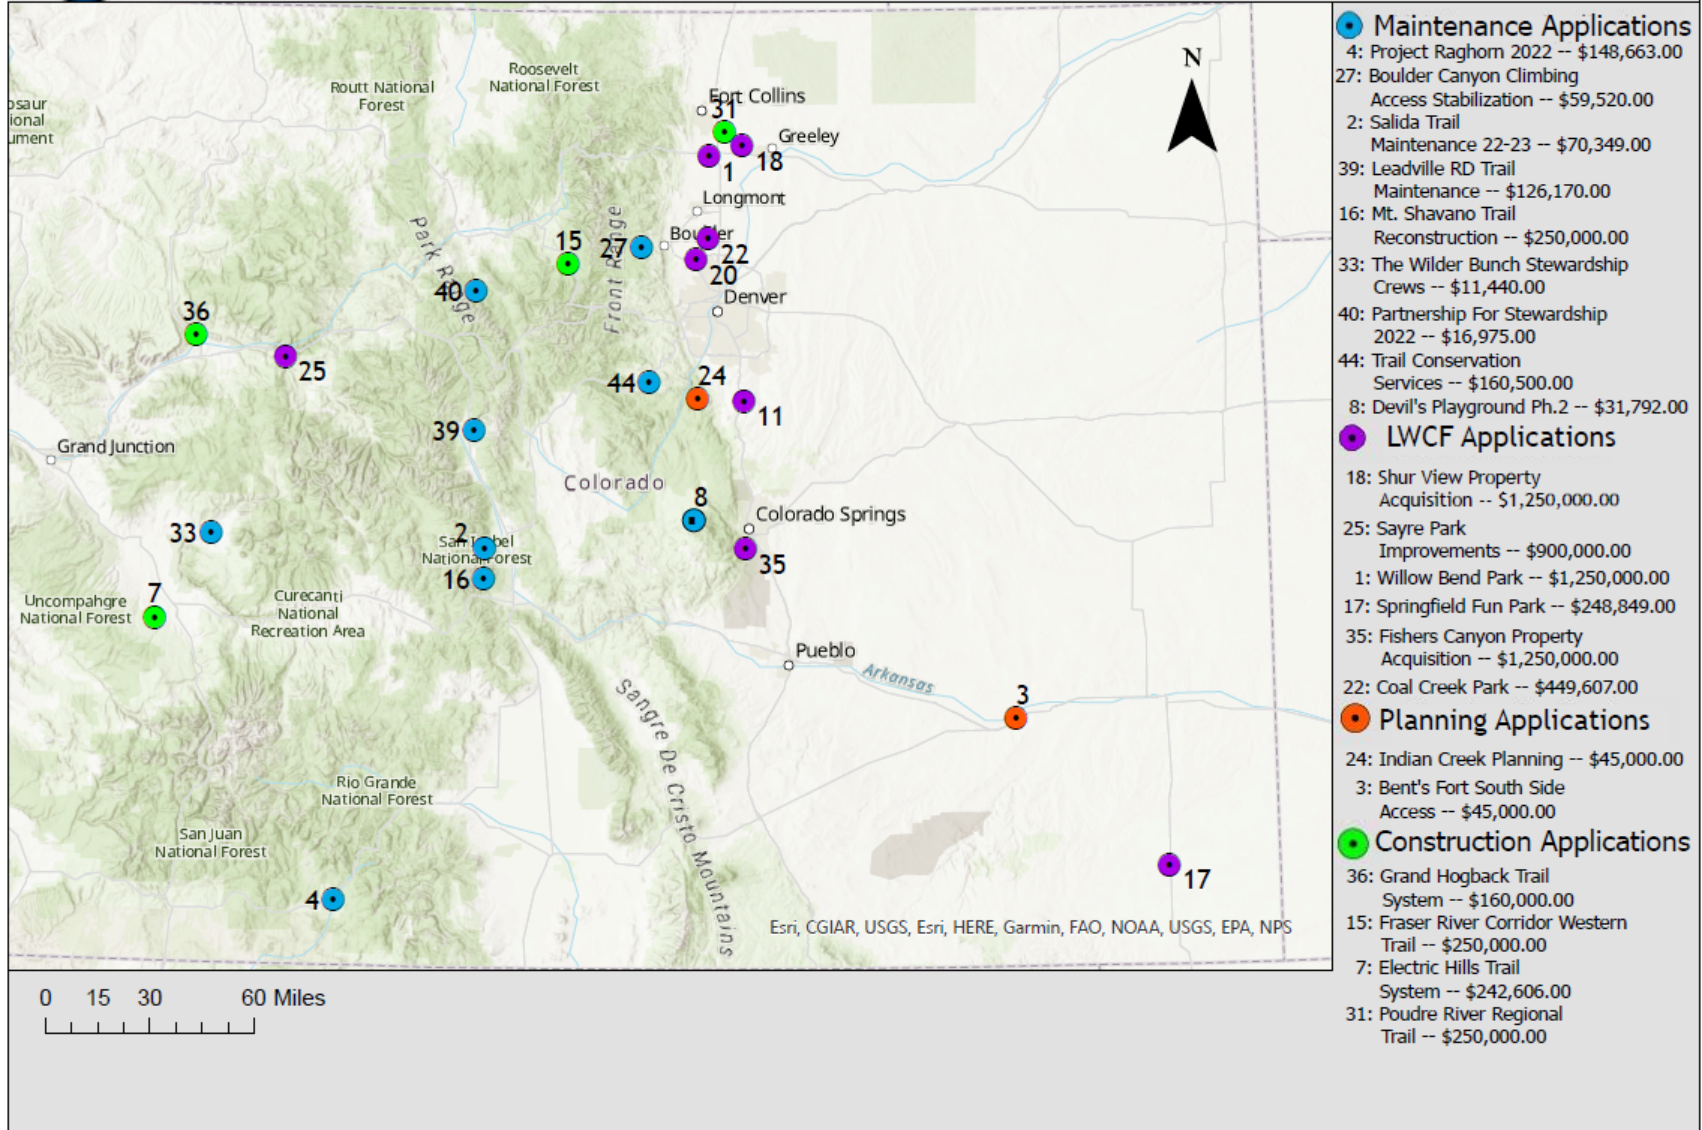 osaur
ional
ument
Routt National
Forest
Roosevelt
National Forest
Fort Collins
31
Greeley
18
1
Longmont
Boulder
22
20
27
15
Denver
Park Range
Front Range
40
36
25
44
24
11
39
Grand Junction
Colorado
8
Colorado Springs
35
33
2
San Isabel
National Forest
16
7
Uncompahgre
National Forest
Curecanti
National
Recreation Area
Pueblo
Arkansas
3
Sangre De Cristo Mountains
Rio Grande
National Forest
San Juan
National Forest
4
17
N
Esri, CGIAR, USGS, Esri, HERE, Garmin, FAO, NOAA, USGS, EPA, NPS
0 15 30 60 Miles
Maintenance Applications
4: Project Raghorn 2022 -- $148,663.00
27: Boulder Canyon Climbing
Access Stabilization -- $59,520.00
2: Salida Trail
Maintenance 22-23 -- $70,349.00
39: Leadville RD Trail
Maintenance -- $126,170.00
16: Mt. Shavano Trail
Reconstruction -- $250,000.00
33: The Wilder Bunch Stewardship
Crews -- $11,440.00
40: Partnership For Stewardship
2022 -- $16,975.00
44: Trail Conservation
Services -- $160,500.00
8: Devil's Playground Ph.2 -- $31,792.00
LWCF Applications
18: Shur View Property
Acquisition -- $1,250,000.00
25: Sayre Park
Improvements -- $900,000.00
1: Willow Bend Park -- $1,250,000.00
17: Springfield Fun Park -- $248,849.00
35: Fishers Canyon Property
Acquisition -- $1,250,000.00
22: Coal Creek Park -- $449,607.00
Planning Applications
24: Indian Creek Planning -- $45,000.00
3: Bent's Fort South Side
Access -- $45,000.00
Construction Applications
36: Grand Hogback Trail
System -- $160,000.00
15: Fraser River Corridor Western
Trail -- $250,000.00
7: Electric Hills Trail
System -- $242,606.00
31: Poudre River Regional
Trail -- $250,000.00